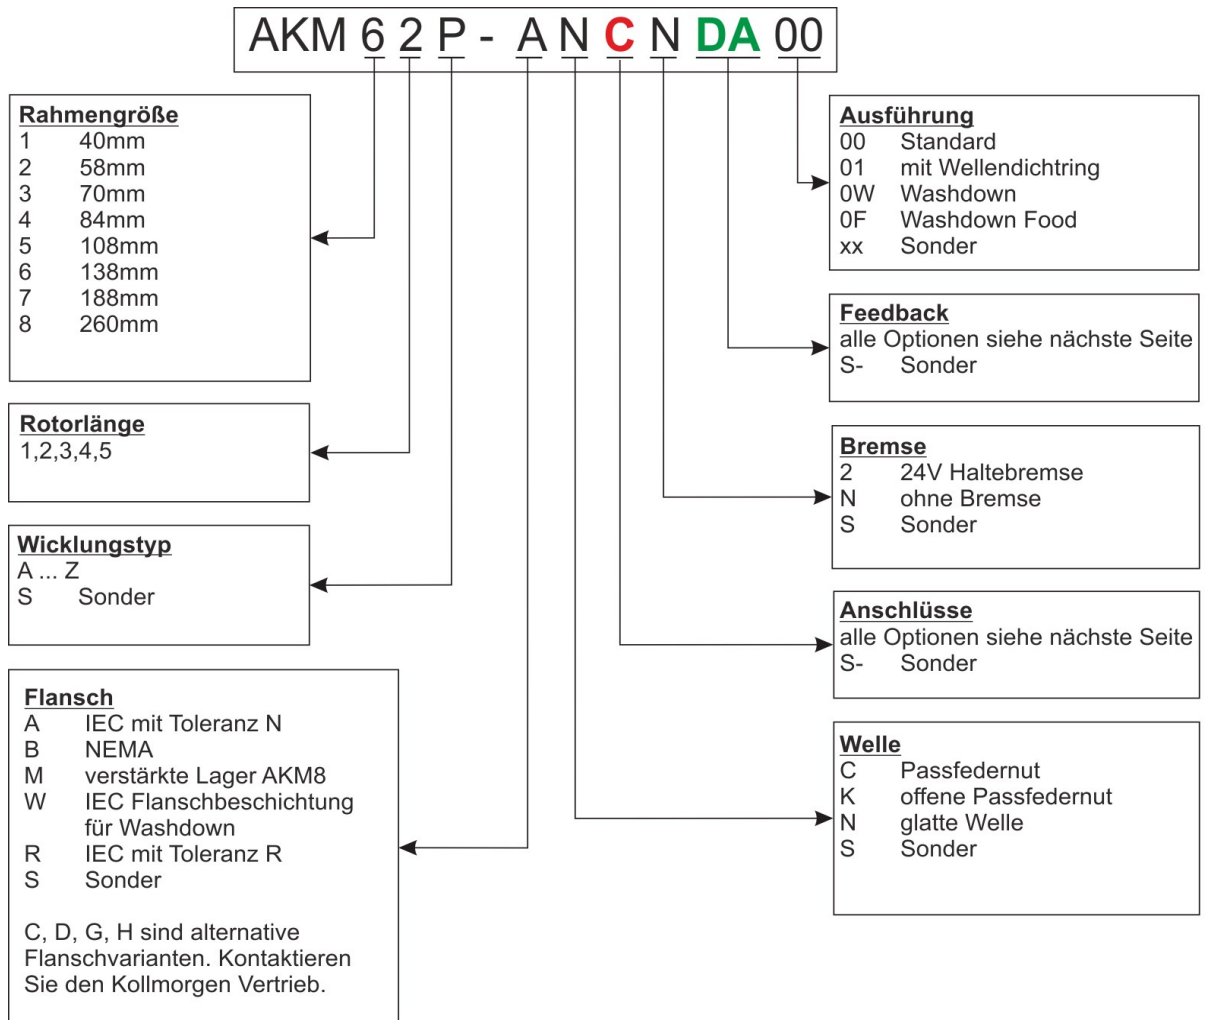 AKM 6 2 P - A N C N DA 00
Rahmengröße
1 40mm
2 58mm
3 70mm
4 84mm
5 108mm
6 138mm
7 188mm
8 260mm
Rotorlänge
1,2,3,4,5
Wicklungstyp
A ... Z
S Sonder
Flansch
A IEC mit Toleranz N
B NEMA
M verstärkte Lager AKM8
W IEC Flanschbeschichtung
für Washdown
R IEC mit Toleranz R
S Sonder
C, D, G, H sind alternative
Flanschvarianten. Kontaktieren
Sie den Kollmorgen Vertrieb.
Ausführung
00 Standard
01 mit Wellendichtring
0W Washdown
0F Washdown Food
xx Sonder
Feedback
alle Optionen siehe nächste Seite
S- Sonder
Bremse
2 24V Haltebremse
N ohne Bremse
S Sonder
Anschlüsse
alle Optionen siehe nächste Seite
S- Sonder
Welle
C Passfedernut
K offene Passfedernut
N glatte Welle
S Sonder